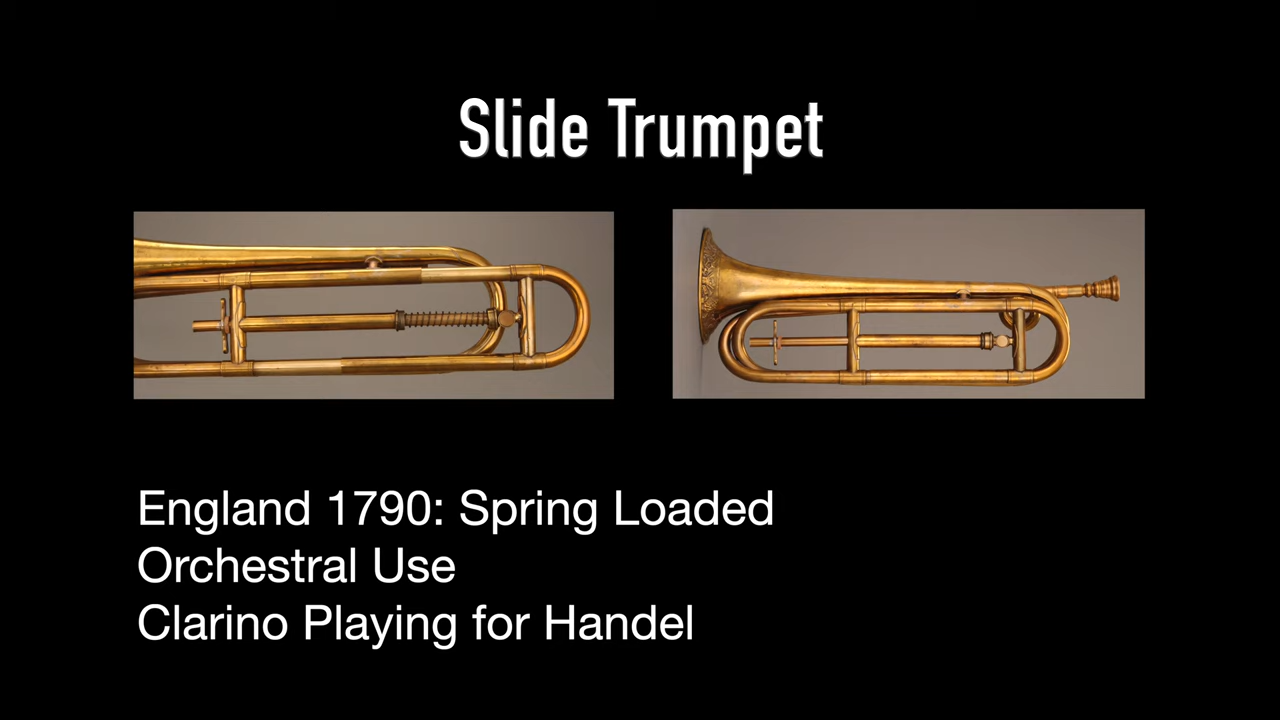 Slide Trumpet
England 1790: Spring Loaded
Orchestral Use
Clarino Playing for Handel